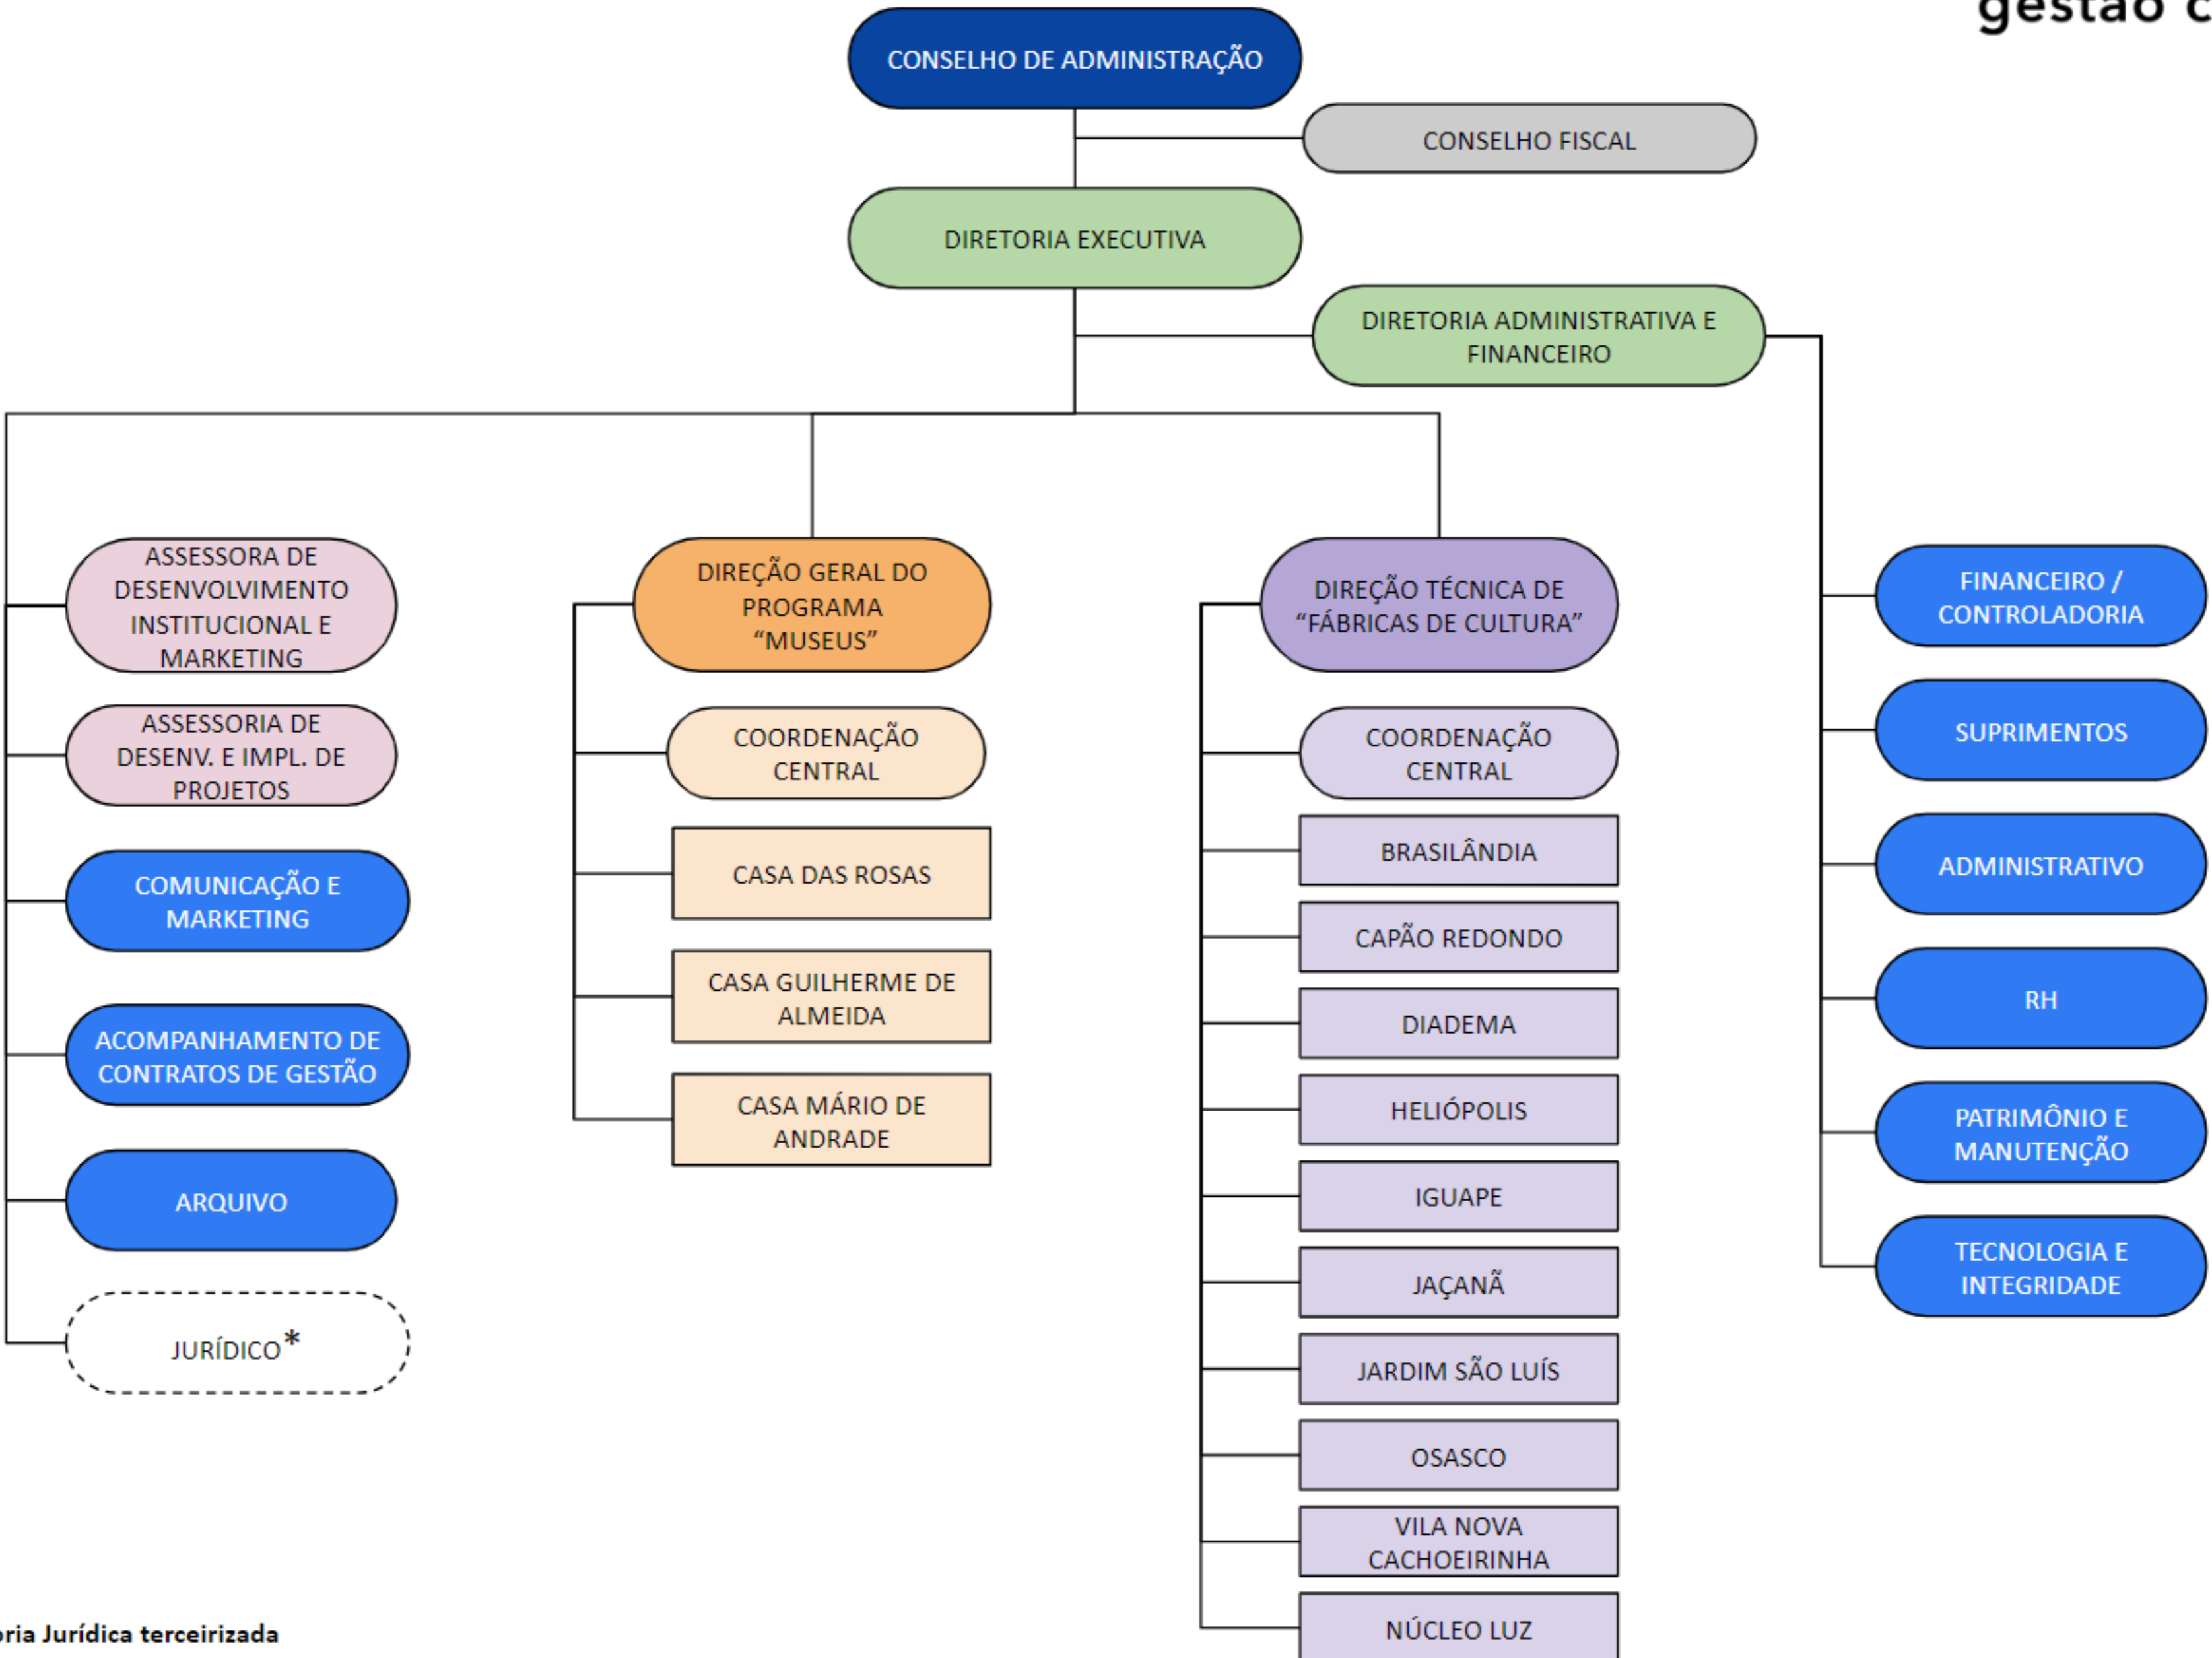 gestão c
CONSELHO DE ADMINISTRAÇÃO
CONSELHO FISCAL
DIRETORIA EXECUTIVA
DIRETORIA ADMINISTRATIVA E
FINANCEIRO
ASSESSORA DE
DESENVOLVIMENTO
INSTITUCIONAL E
MARKETING
ASSESSORIA DE
DESENV. E IMPL. DE
PROJETOS
COMUNICAÇÃO E
MARKETING
ACOMPANHAMENTO DE
CONTRATOS DE GESTÃO
ARQUIVO
JURÍDICO*
DIREÇÃO GERAL DO
PROGRAMA
“MUSEUS”
COORDENAÇÃO
CENTRAL
CASA DAS ROSAS
CASA GUILHERME DE
ALMEIDA
CASA MÁRIO DE
ANDRADE
DIREÇÃO TÉCNICA DE
“FÁBRICAS DE CULTURA”
COORDENAÇÃO
CENTRAL
BRASILÂNDIA
CAPÃO REDONDO
DIADEMA
HELIÓPOLIS
IGUAPE
JAÇANÃ
JARDIM SÃO LUÍS
OSASCO
VILA NOVA
CACHOEIRINHA
NÚCLEO LUZ
FINANCEIRO /
CONTROLADORIA
SUPRIMENTOS
ADMINISTRATIVO
RH
PATRIMÔNIO E
MANUTENÇÃO
TECNOLOGIA E
INTEGRIDADE
oria Jurídica terceirizada